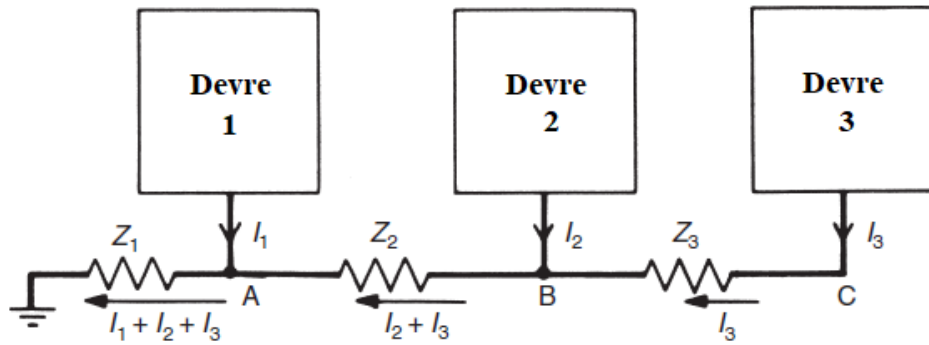 Devre
1
Devre
2
Devre
3
Z₁
I₁
Z₂
I₂
Z₃
I₃
A
B
C
I₁ + I₂ + I₃
I₂ + I₃
I₃